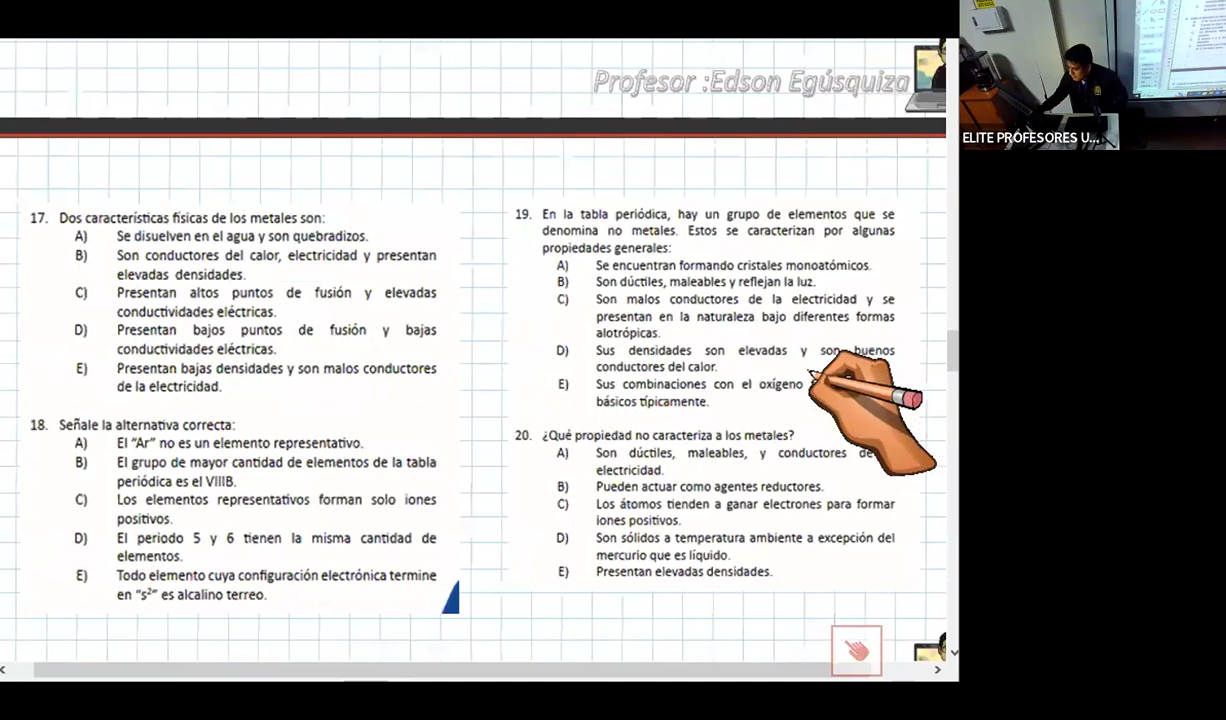 Profesor :Edson Egúsquiza
ELITE PROFESORES U...
17. Dos características físicas de los metales son:
A) Se disuelven en el agua y son quebradizos.
B) Son conductores del calor, electricidad y presentan
elevadas densidades.
C) Presentan altos puntos de fusión y elevadas
conductividades eléctricas.
D) Presentan bajos puntos de fusión y bajas
conductividades eléctricas.
E) Presentan bajas densidades y son malos conductores
de la electricidad.
18. Señale la alternativa correcta:
A) El “Ar” no es un elemento representativo.
B) El grupo de mayor cantidad de elementos de la tabla
periódica es el VIIIB.
C) Los elementos representativos forman solo iones
positivos.
D) El periodo 5 y 6 tienen la misma cantidad de
elementos.
E) Todo elemento cuya configuración electrónica termine
en “s²” es alcalino terreo.
19. En la tabla periódica, hay un grupo de elementos que se
denomina no metales. Estos se caracterizan por algunas
propiedades generales:
A) Se encuentran formando cristales monoatómicos.
B) Son dúctiles, maleables y reflejan la luz.
C) Son malos conductores de la electricidad y se
presentan en la naturaleza bajo diferentes formas
alotrópicas.
D) Sus densidades son elevadas y son buenos
conductores del calor.
E) Sus combinaciones con el oxígeno
básicos típicamente.
20. ¿Qué propiedad no caracteriza a los metales?
A) Son dúctiles, maleables, y conductores de
electricidad.
B) Pueden actuar como agentes reductores.
C) Los átomos tienden a ganar electrones para formar
iones positivos.
D) Son sólidos a temperatura ambiente a excepción del
mercurio que es líquido.
E) Presentan elevadas densidades.